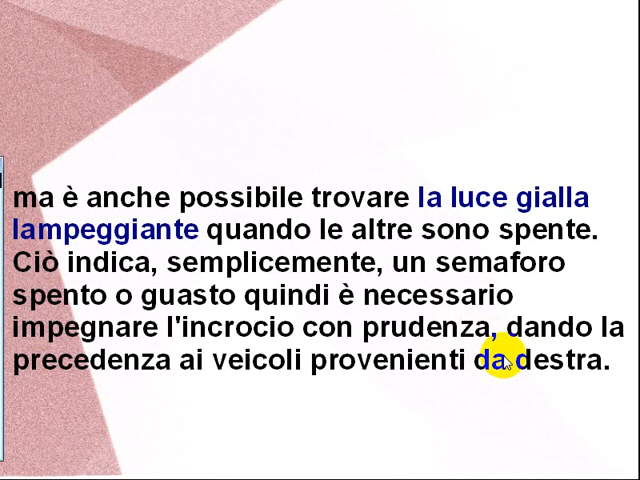 ma è anche possibile trovare la luce gialla
lampeggiante quando le altre sono spente.
Ciò indica, semplicemente, un semaforo
spento o guasto quindi è necessario
impegnare l'incrocio con prudenza, dando la
precedenza ai veicoli provenienti da destra.